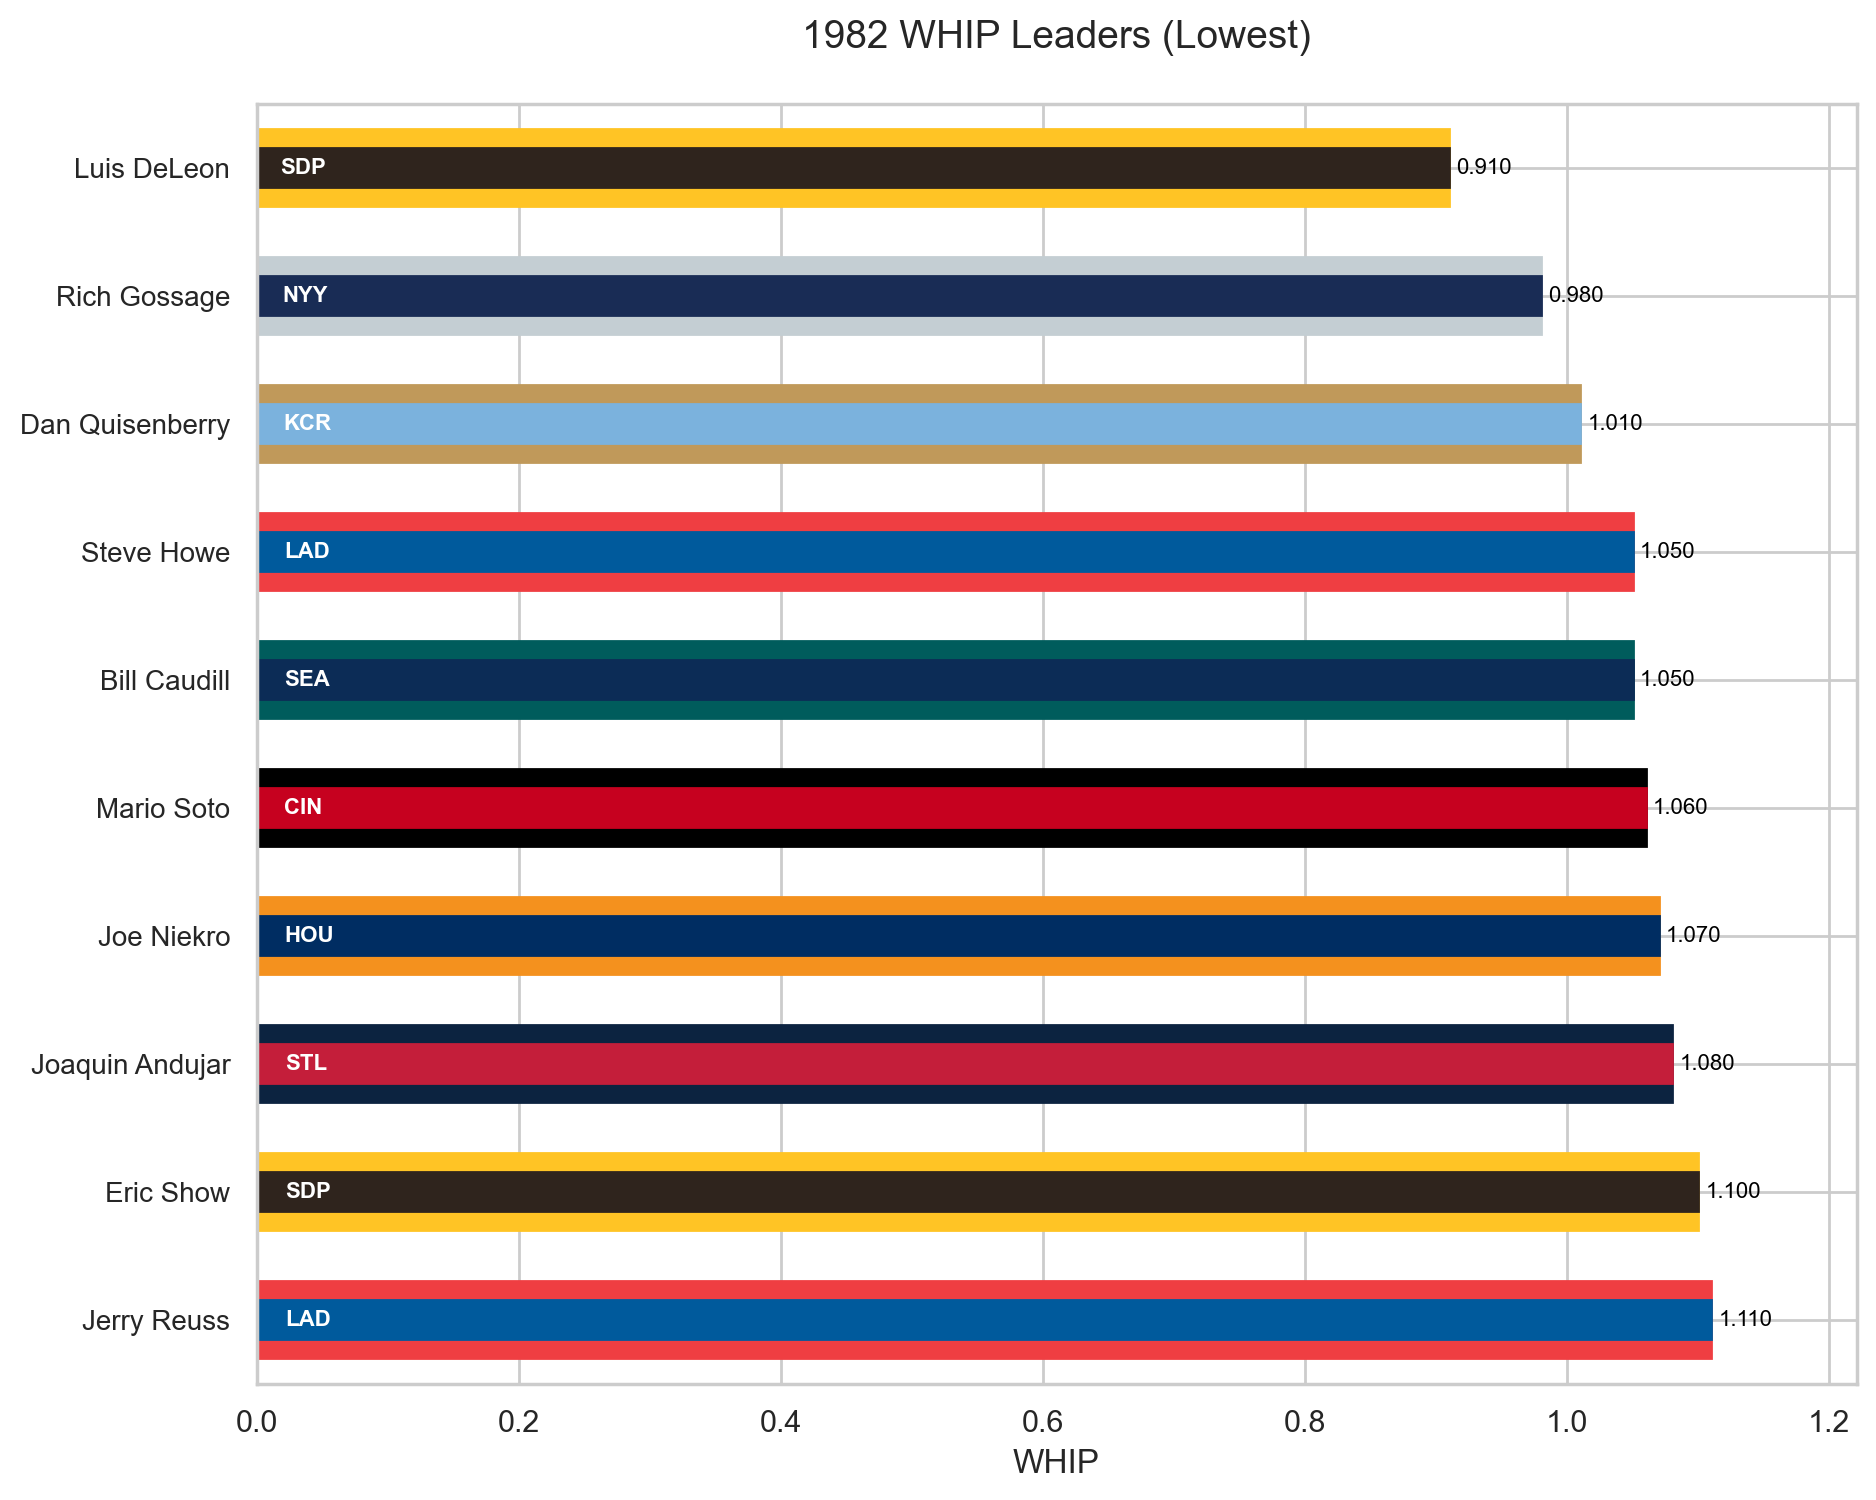 1982 WHIP Leaders (Lowest)
Luis DeLeon SDP 0.910
Rich Gossage NYY 0.980
Dan Quisenberry KCR 1.010
Steve Howe LAD 1.050
Bill Caudill SEA 1.050
Mario Soto CIN 1.060
Joe Niekro HOU 1.070
Joaquin Andujar STL 1.080
Eric Show SDP 1.100
Jerry Reuss LAD 1.110
0.0 0.2 0.4 0.6 0.8 1.0 1.2
WHIP